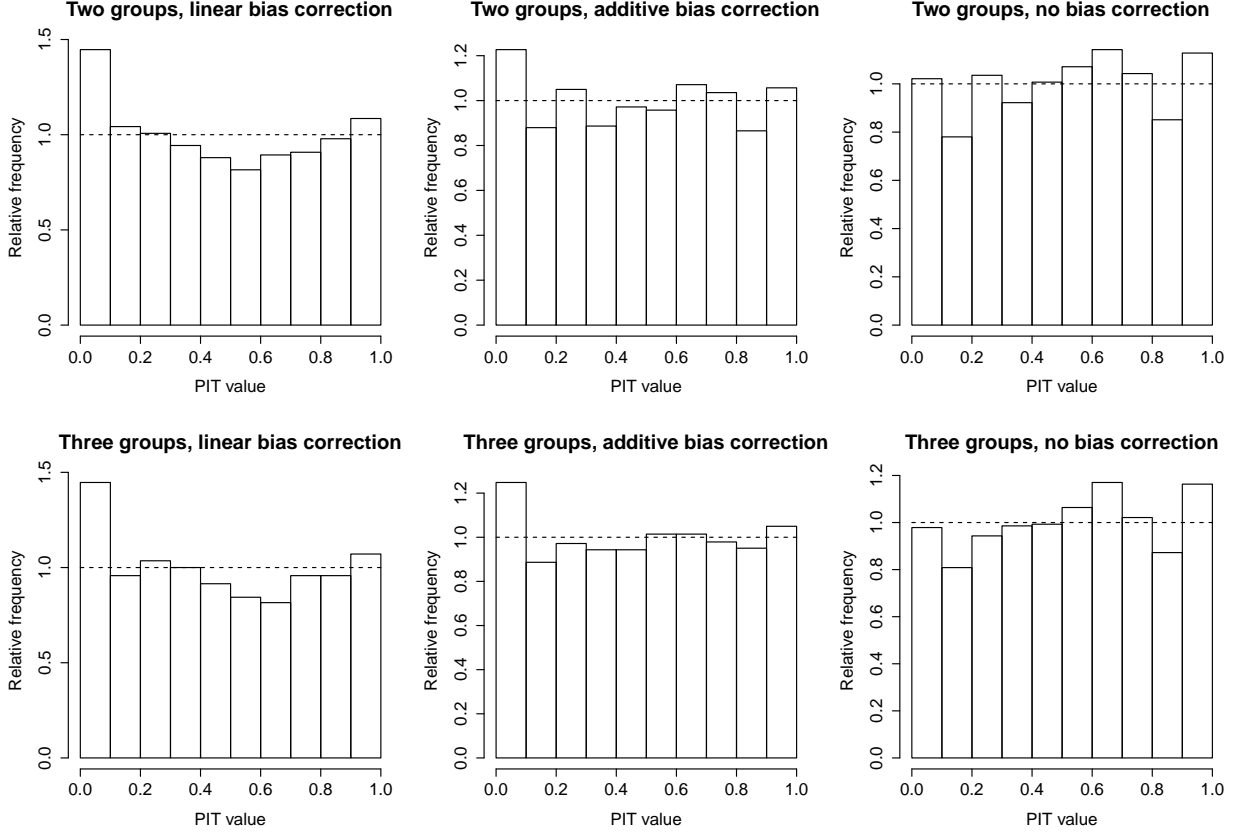 Two groups, linear bias correction
Relative frequency
0.0 0.5 1.0 1.5
0.0 0.2 0.4 0.6 0.8 1.0
PIT value
Two groups, additive bias correction
Relative frequency
0.0 0.2 0.4 0.6 0.8 1.0 1.2
0.0 0.2 0.4 0.6 0.8 1.0
PIT value
Two groups, no bias correction
Relative frequency
0.0 0.2 0.4 0.6 0.8 1.0
0.0 0.2 0.4 0.6 0.8 1.0
PIT value
Three groups, linear bias correction
Relative frequency
0.0 0.5 1.0 1.5
0.0 0.2 0.4 0.6 0.8 1.0
PIT value
Three groups, additive bias correction
Relative frequency
0.0 0.2 0.4 0.6 0.8 1.0 1.2
0.0 0.2 0.4 0.6 0.8 1.0
PIT value
Three groups, no bias correction
Relative frequency
0.0 0.2 0.4 0.6 0.8 1.0 1.2
0.0 0.2 0.4 0.6 0.8 1.0
PIT value